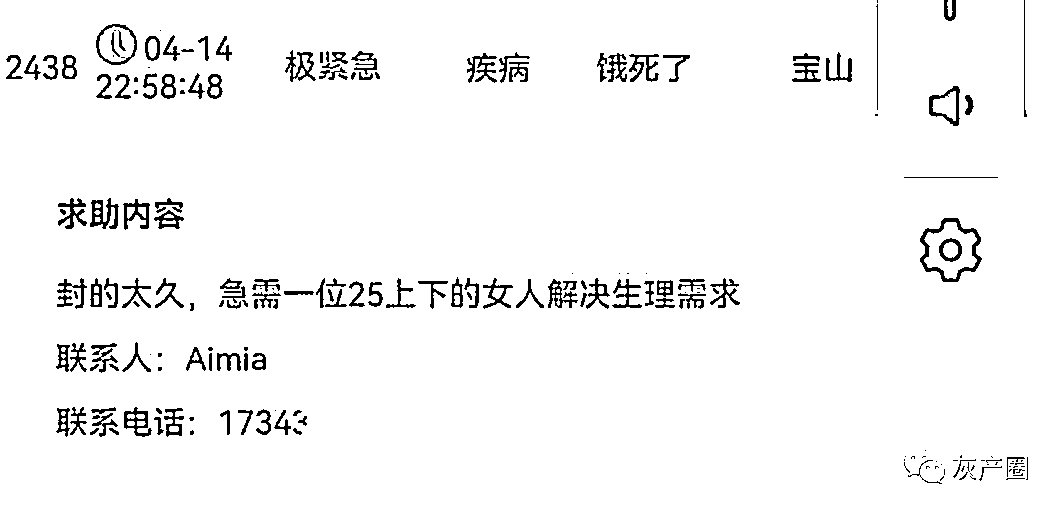 2438 04-14 22:58:48 极紧急 疾病 饿死了 宝山
求助内容
封的太久，急需一位25上下的女人解决生理需求
联系人：Aimia
联系电话：17343
灰产圈